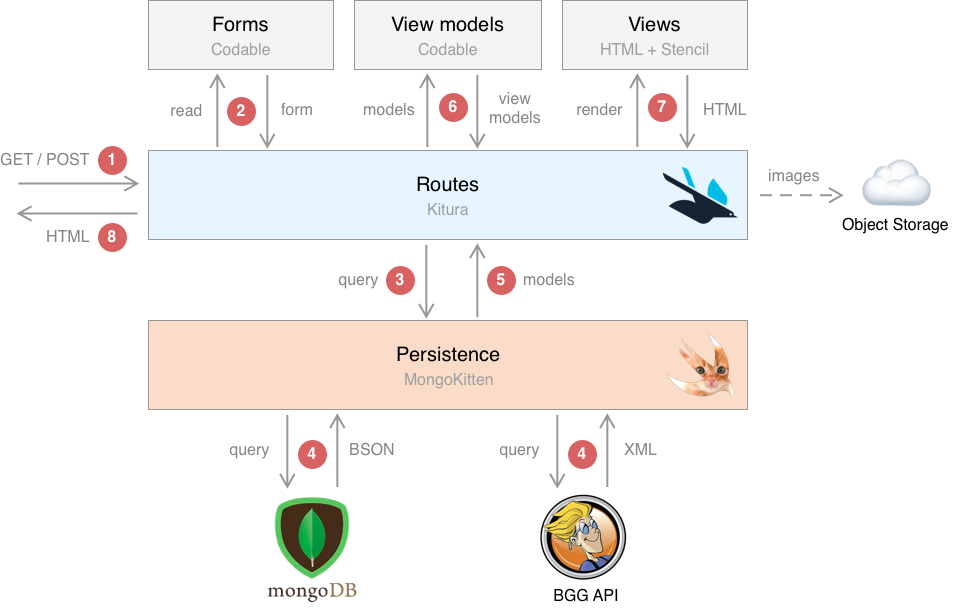 Forms
Codable
View models
Codable
Views
HTML + Stencil
read
2
form
models
6
view
models
render
7
HTML
GET / POST
1
Routes
Kitura
images
Object Storage
HTML
8
query
3
5
models
Persistence
MongoKitten
query
4
BSON
query
4
XML
mongoDB
BGG API